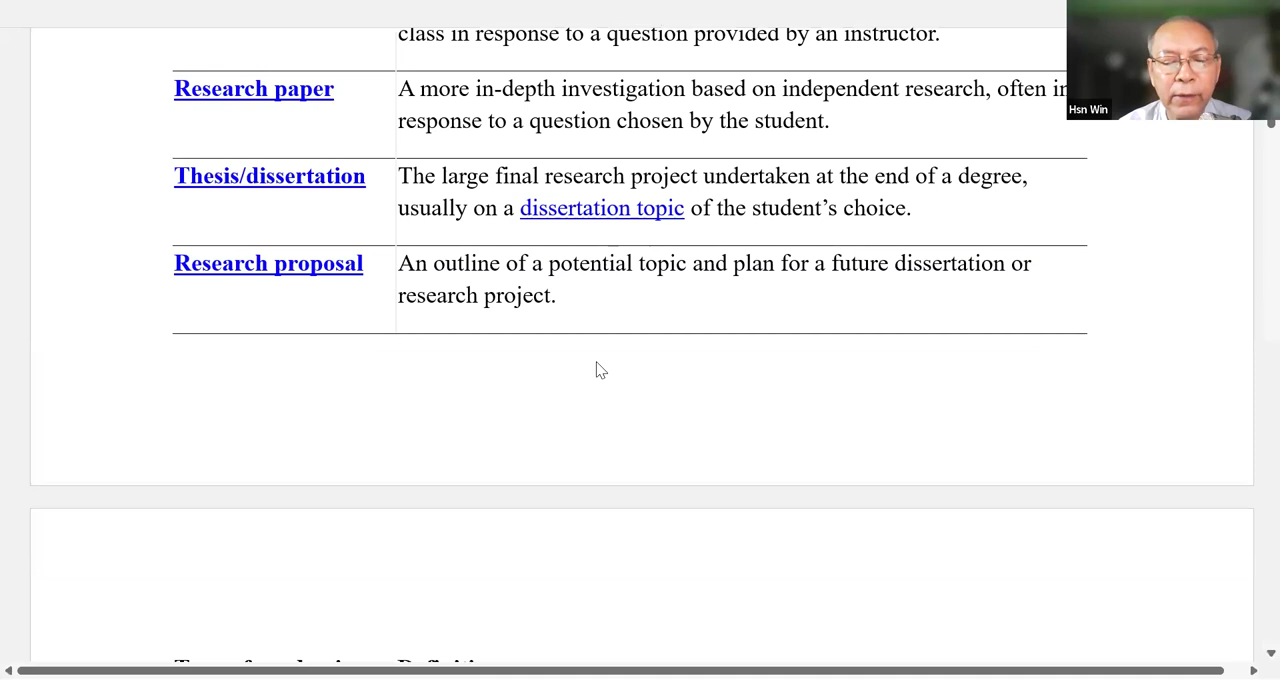 class in response to a question provided by an instructor.
Research paper
A more in-depth investigation based on independent research, often in
response to a question chosen by the student.
Thesis/dissertation
The large final research project undertaken at the end of a degree,
usually on a dissertation topic of the student’s choice.
Research proposal
An outline of a potential topic and plan for a future dissertation or
research project.
Hsn Win